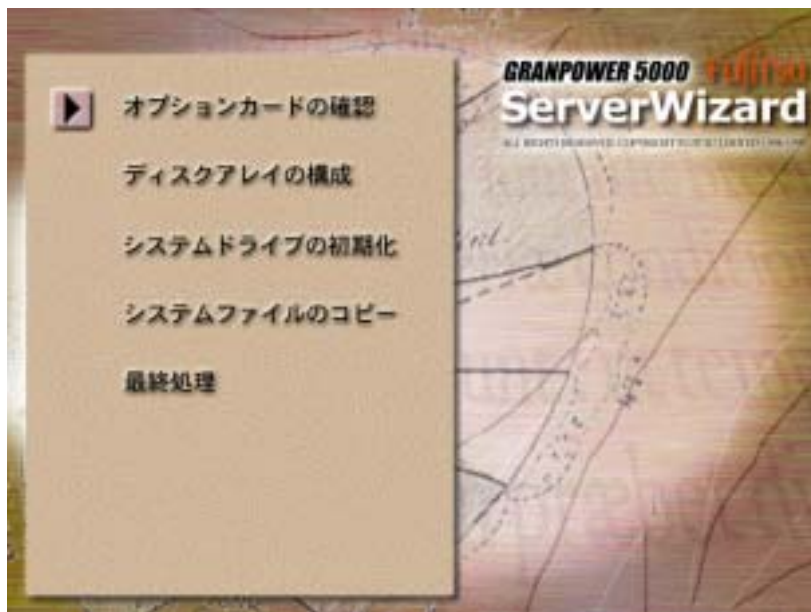 オプションカードの確認
ディスクアレイの構成
システムドライブの初期化
システムファイルのコピー
最終処理
GRANPOWER 5000 FUJITSU
ServerWizard